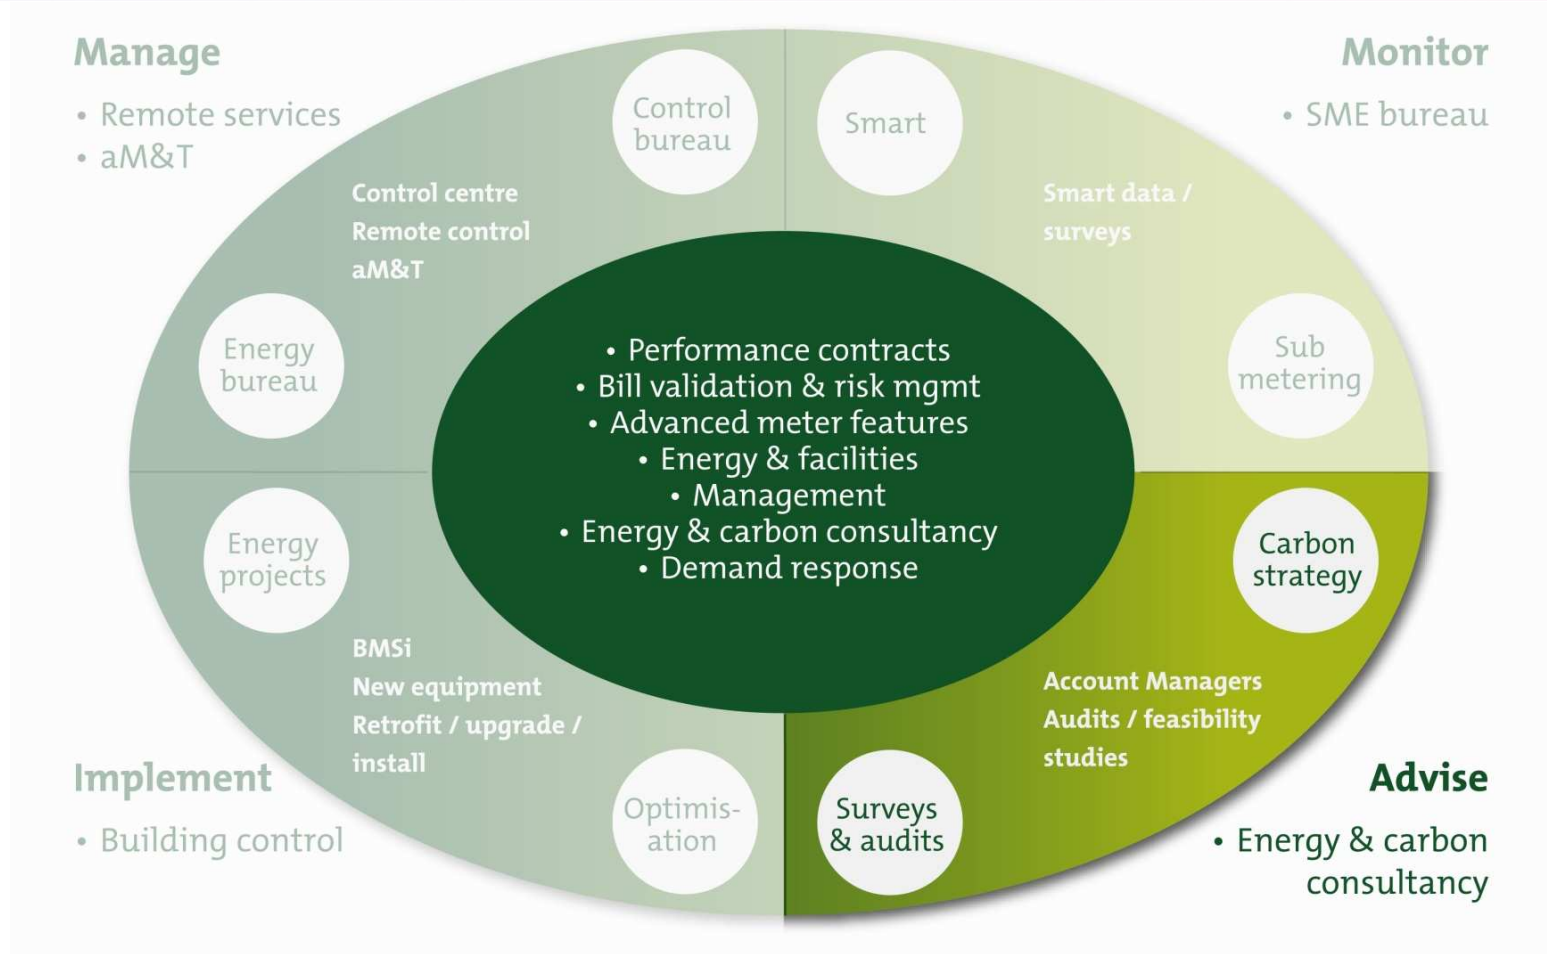 Manage
• Remote services
• aM&T
Control
bureau
Control centre
Remote control
aM&T
Energy
bureau
Smart
Monitor
• SME bureau
Smart data /
surveys
Sub
metering
• Performance contracts
• Bill validation & risk mgmt
• Advanced meter features
• Energy & facilities
• Management
• Energy & carbon consultancy
• Demand response
Energy
projects
BMSi
New equipment
Retrofit / upgrade /
install
Optimis-
ation
Implement
• Building control
Carbon
strategy
Account Managers
Audits / feasibility
studies
Surveys
& audits
Advise
• Energy & carbon
consultancy